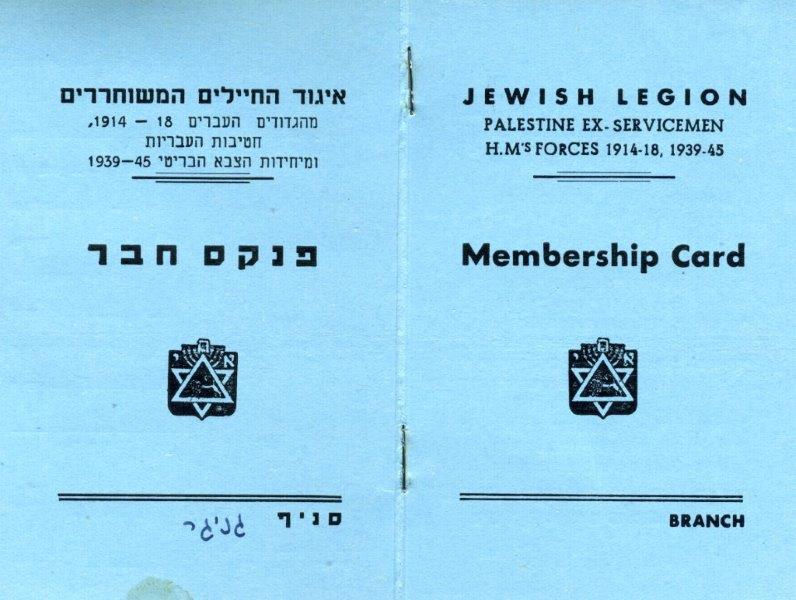 איגוד החיילים המשוחררים
מהגדודים העברים 18 – 1914,
חטיבות העבריות
ומיחידות הצבא הבריטי 45–1939
פנקס חבר
סניף גניגר
JEWISH LEGION
PALESTINE EX-SERVICEMEN
H.M's FORCES 1914-18, 1939-45
Membership Card
BRANCH